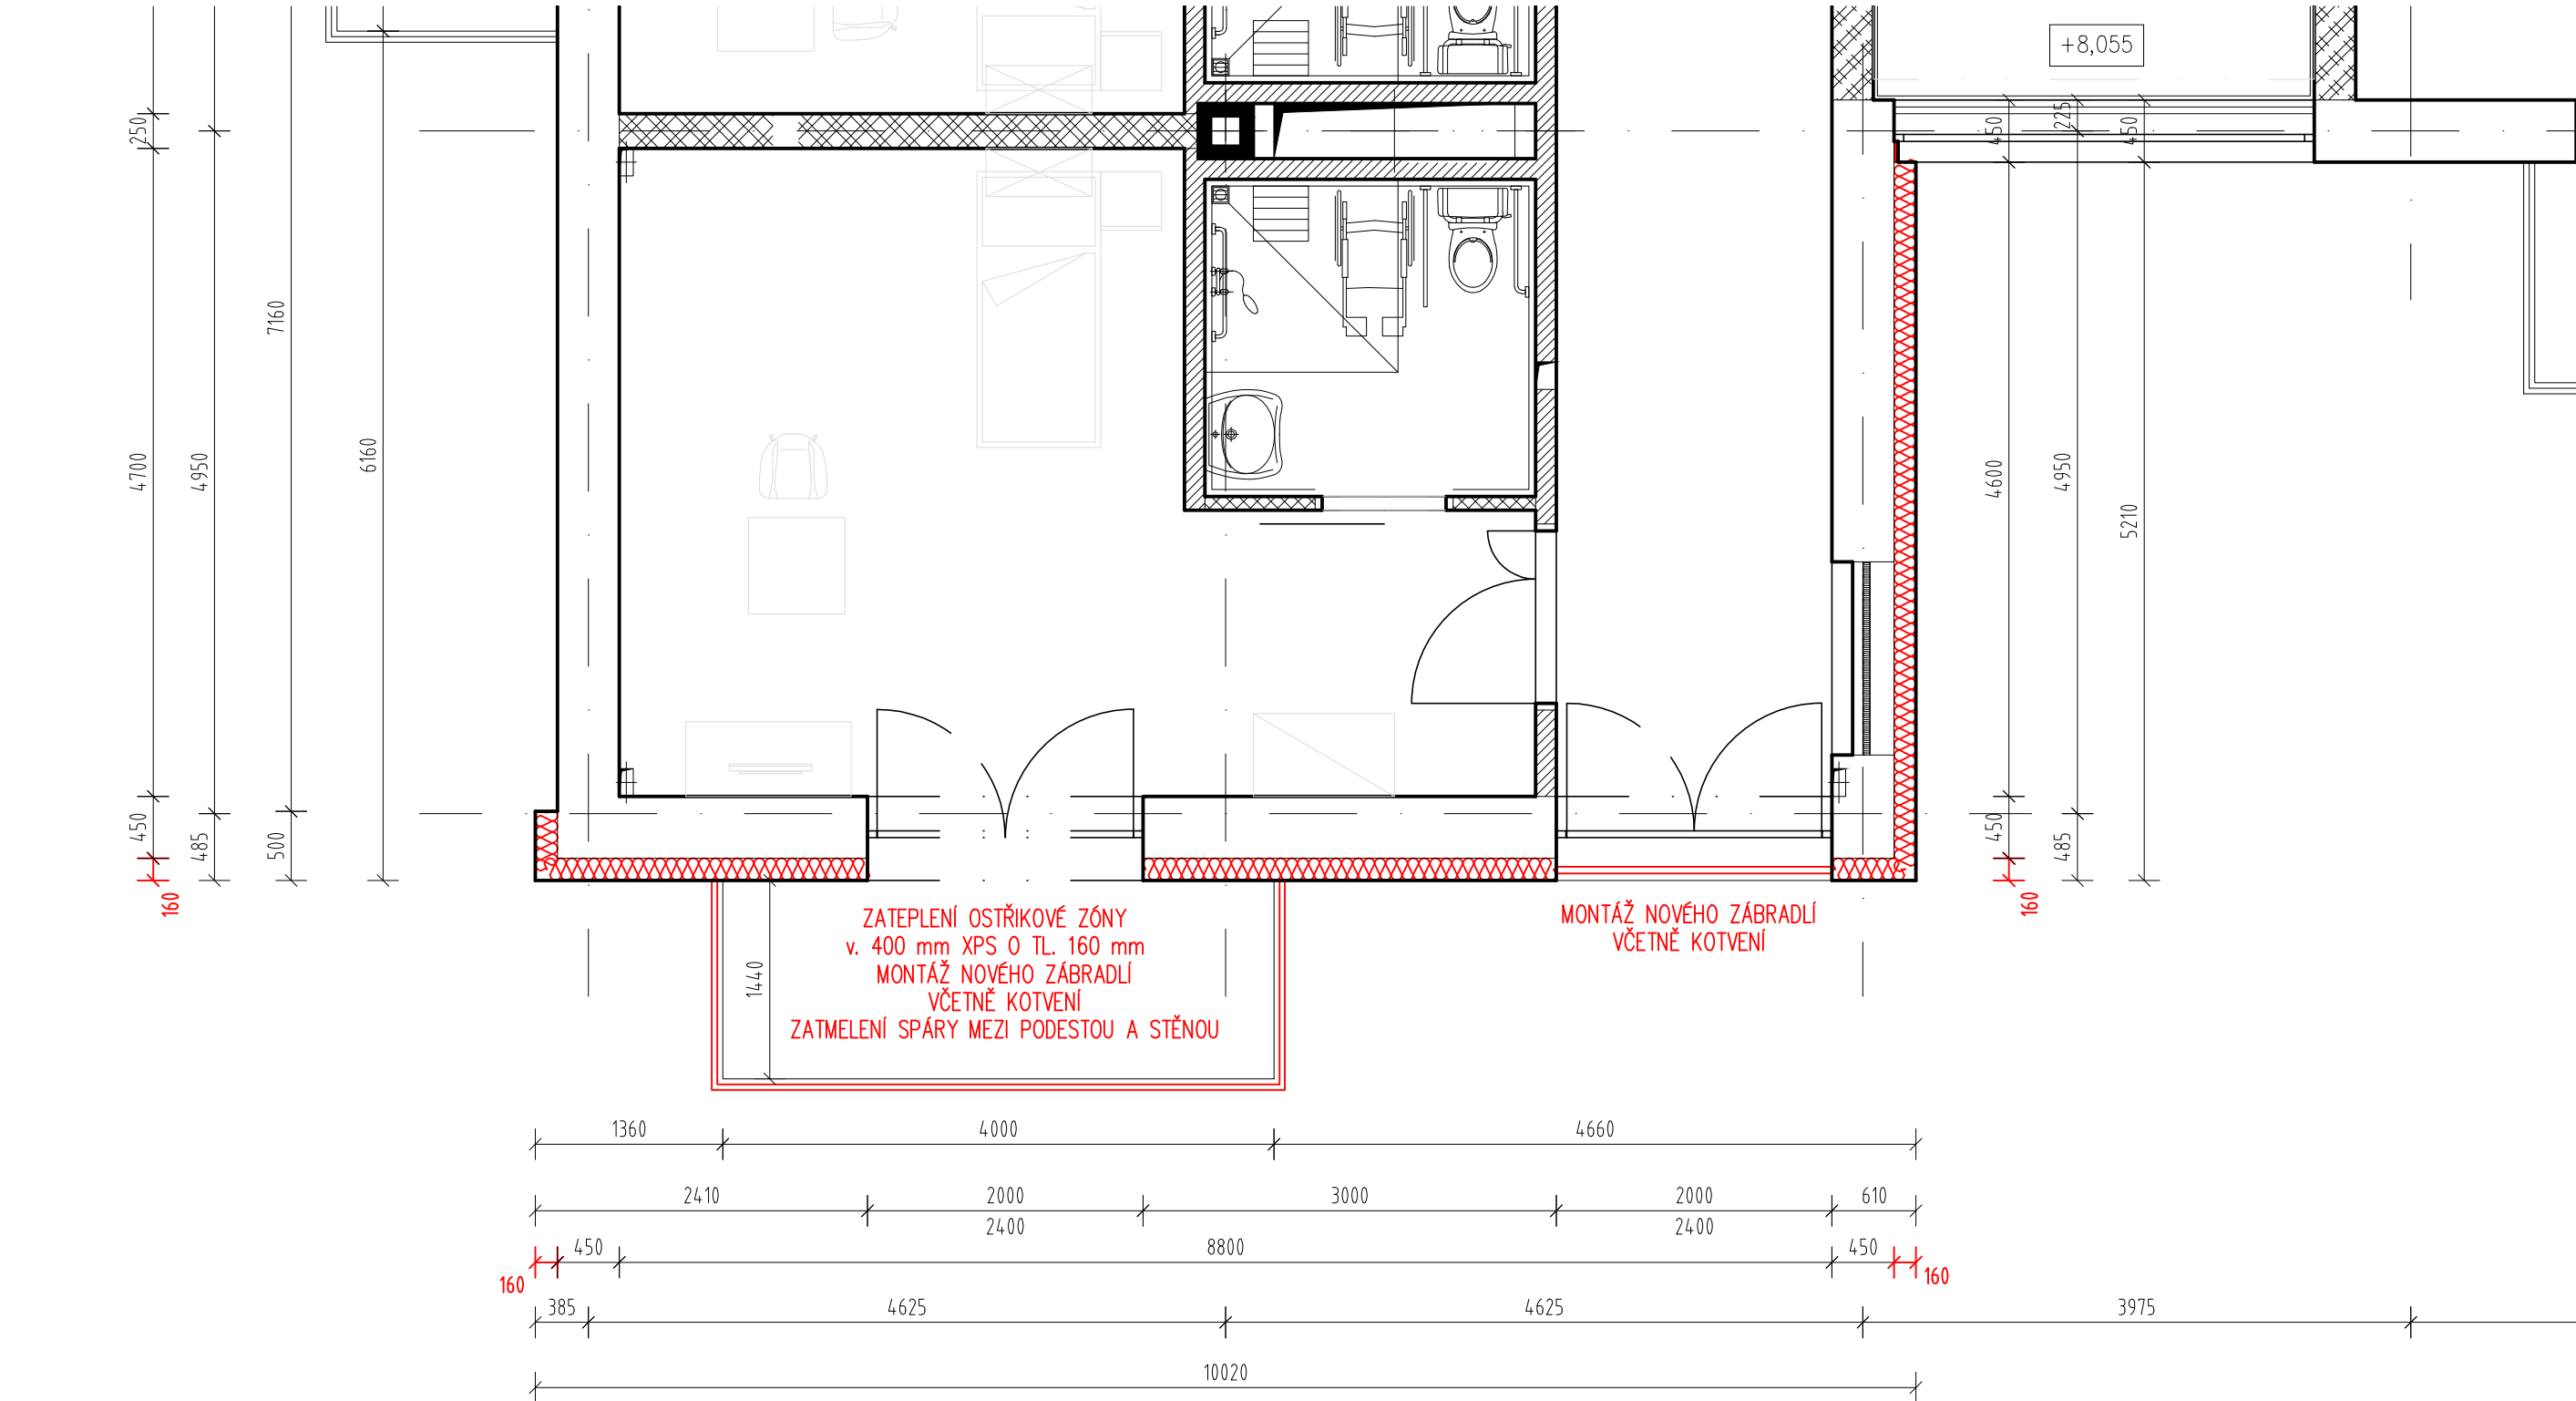 +8,055
250
450
225
450
7160
6160
4700
4950
4600
4950
5210
450
485
500
450
485
160
160
ZATEPLENÍ OSTŘIKOVÉ ZÓNY
v. 400 mm XPS O TL. 160 mm
MONTÁŽ NOVÉHO ZÁBRADLÍ
VČETNĚ KOTVENÍ
ZATMELENÍ SPÁRY MEZI PODESTOU A STĚNOU
MONTÁŽ NOVÉHO ZÁBRADLÍ
VČETNĚ KOTVENÍ
1440
1360 4000 4660
2410 2000 3000 2000 610
2400 2400
450 8800 450
160 160
385 4625 4625 3975
10020